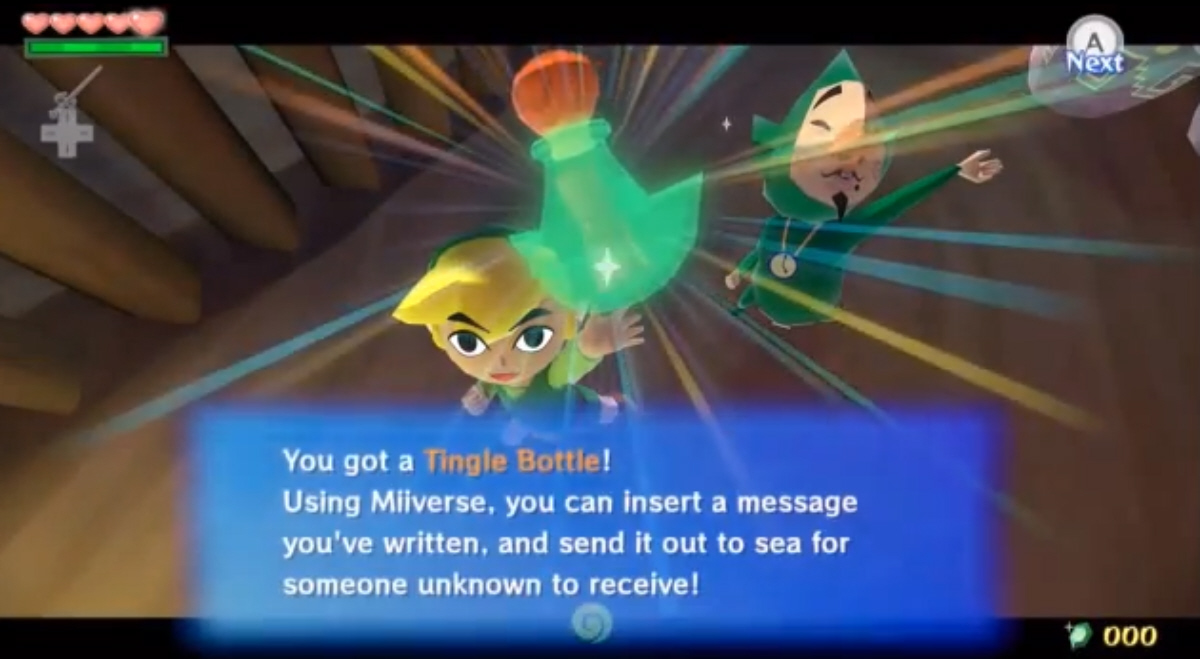 A
Next
You got a Tingle Bottle!
Using Miiverse, you can insert a message
you've written, and send it out to sea for
someone unknown to receive!
000